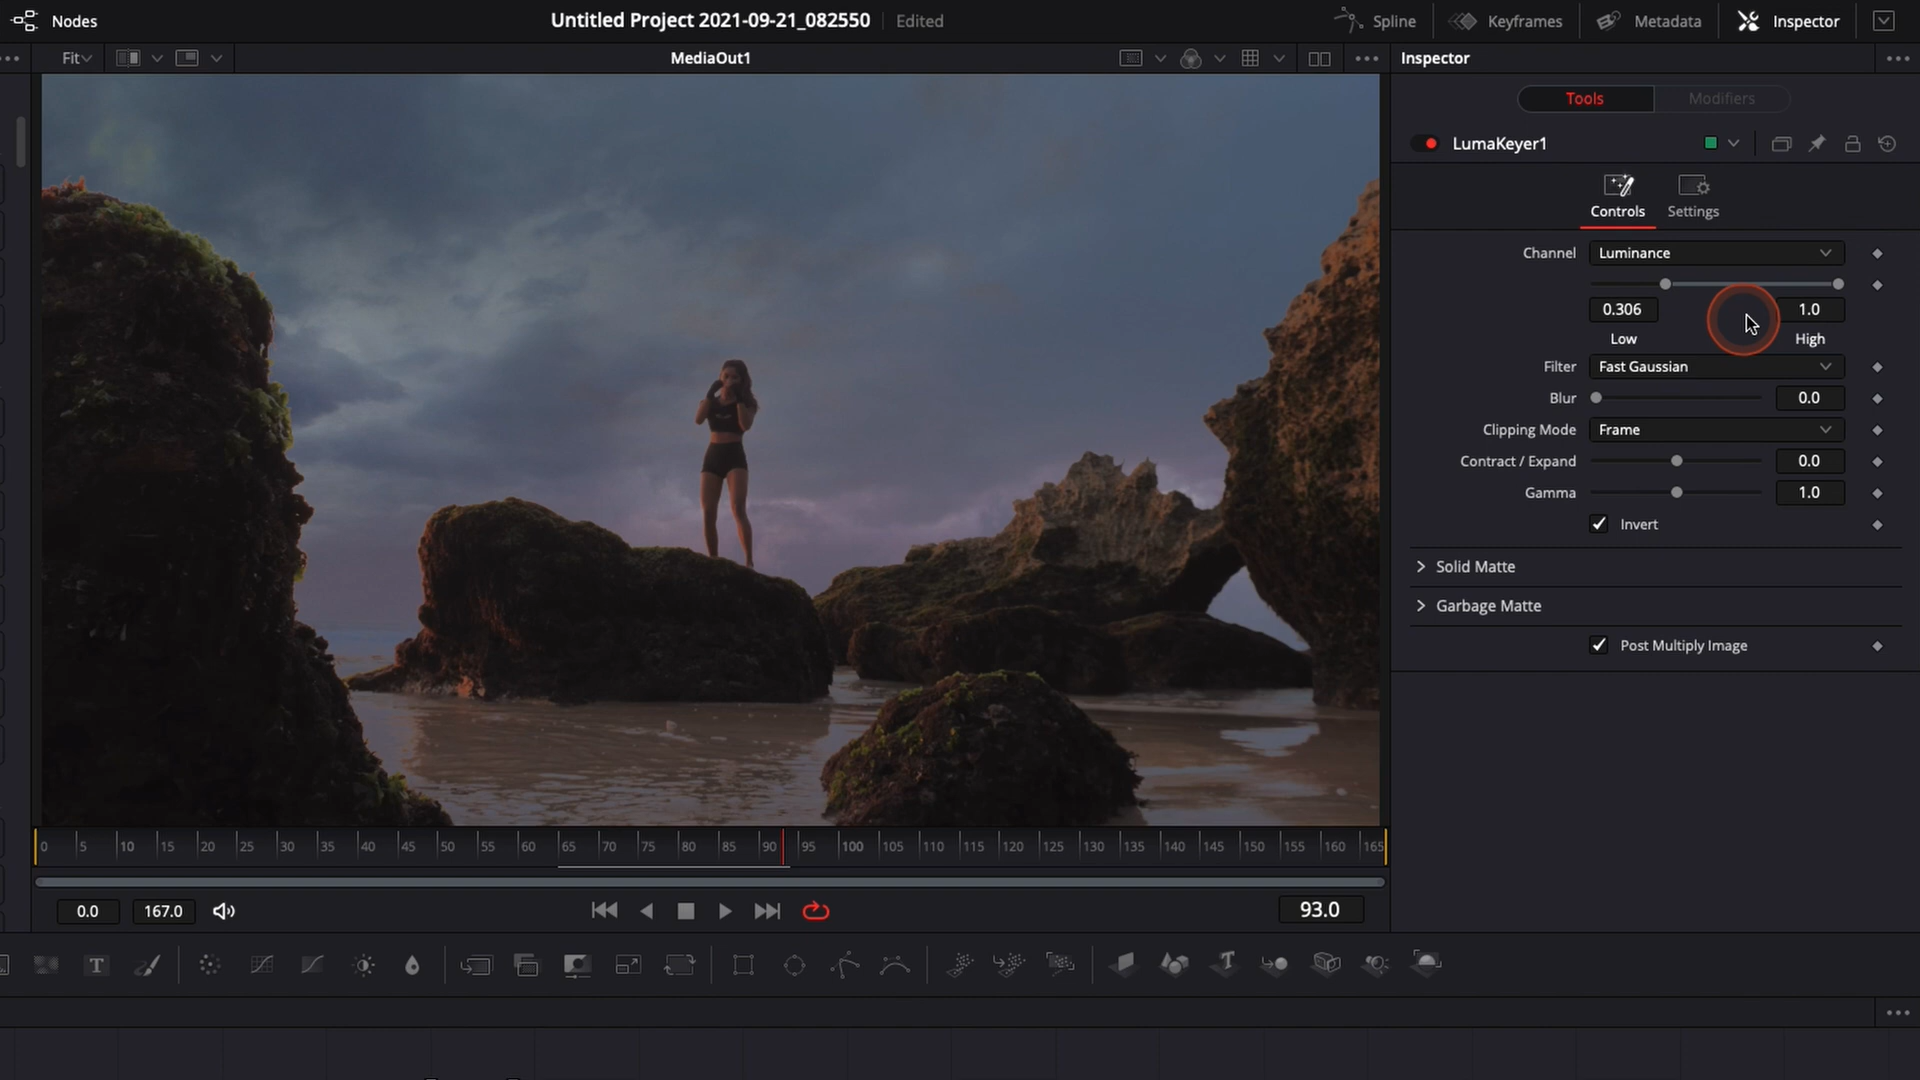 Nodes
Untitled Project 2021-09-21_082550
Edited
Spline
Keyframes
Metadata
Inspector
Fit
MediaOut1
Inspector
Tools
Modifiers
LumaKeyer1
Controls
Settings
Channel
Luminance
0.306
1.0
Low
High
Filter
Fast Gaussian
Blur
0.0
Clipping Mode
Frame
Contract / Expand
0.0
Gamma
1.0
Invert
Solid Matte
Garbage Matte
Post Multiply Image
0 5 10 15 20 25 30 35 40 45 50 55 60 65 70 75 80 85 90 95 100 105 110 115 120 125 130 135 140 145 150 155 160 165
0.0
167.0
93.0